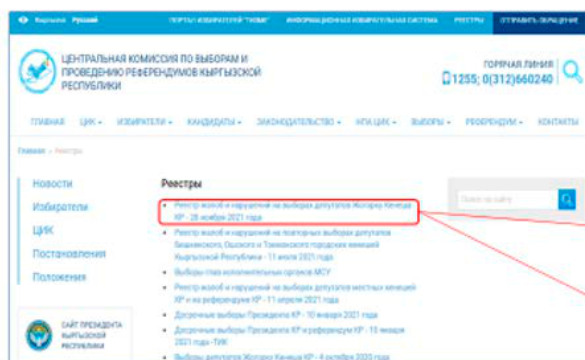 Кыргызча Русский ПОРТАЛ ИЗБИРАТЕЛЕЙ "ТИЗМЕ" ИНФОРМАЦИОННАЯ ИЗБИРАТЕЛЬНАЯ СИСТЕМА РЕЕСТРЫ ОТПРАВИТЬ ОБРАЩЕНИЕ
ЦЕНТРАЛЬНАЯ КОМИССИЯ ПО ВЫБОРАМ И
ПРОВЕДЕНИЮ РЕФЕРЕНДУМОВ КЫРГЫЗСКОЙ
РЕСПУБЛИКИ
ГОРЯЧАЯ ЛИНИЯ
1255; 0(312)660240
ГЛАВНАЯ ЦИК ИЗБИРАТЕЛИ КАНДИДАТЫ ЗАКОНОДАТЕЛЬСТВО НПА ЦИК ВЫБОРЫ РЕФЕРЕНДУМ КОНТАКТЫ
Главная - Реестры
Новости
Избиратели
ЦИК
Постановления
Положения
САЙТ ПРЕЗИДЕНТА
КЫРГЫЗСКОЙ
РЕСПУБЛИКИ
Реестры
Реестр жалоб и нарушений на выборах депутатов Жогорку Кенеша
КР - 28 ноября 2021 года
Реестр жалоб и нарушений на повторных выборах депутатов
Бишкекского, Ошского и Токмокского городских кенешей
Кыргызской Республики - 11 июля 2021 года
Выборы глав исполнительных органов МСУ
Реестр жалоб и нарушений на выборах депутатов местных кенешей
КР и на референдуме КР - 11 апреля 2021 года
Досрочные выборы Президента КР - 10 января 2021 года
Досрочные выборы Президента КР и референдум КР - 10 января
2021 года -ТИК
Выборы депутатов Жогорку Кенеша КР - 4 октября 2020 года
Поиск по сайту